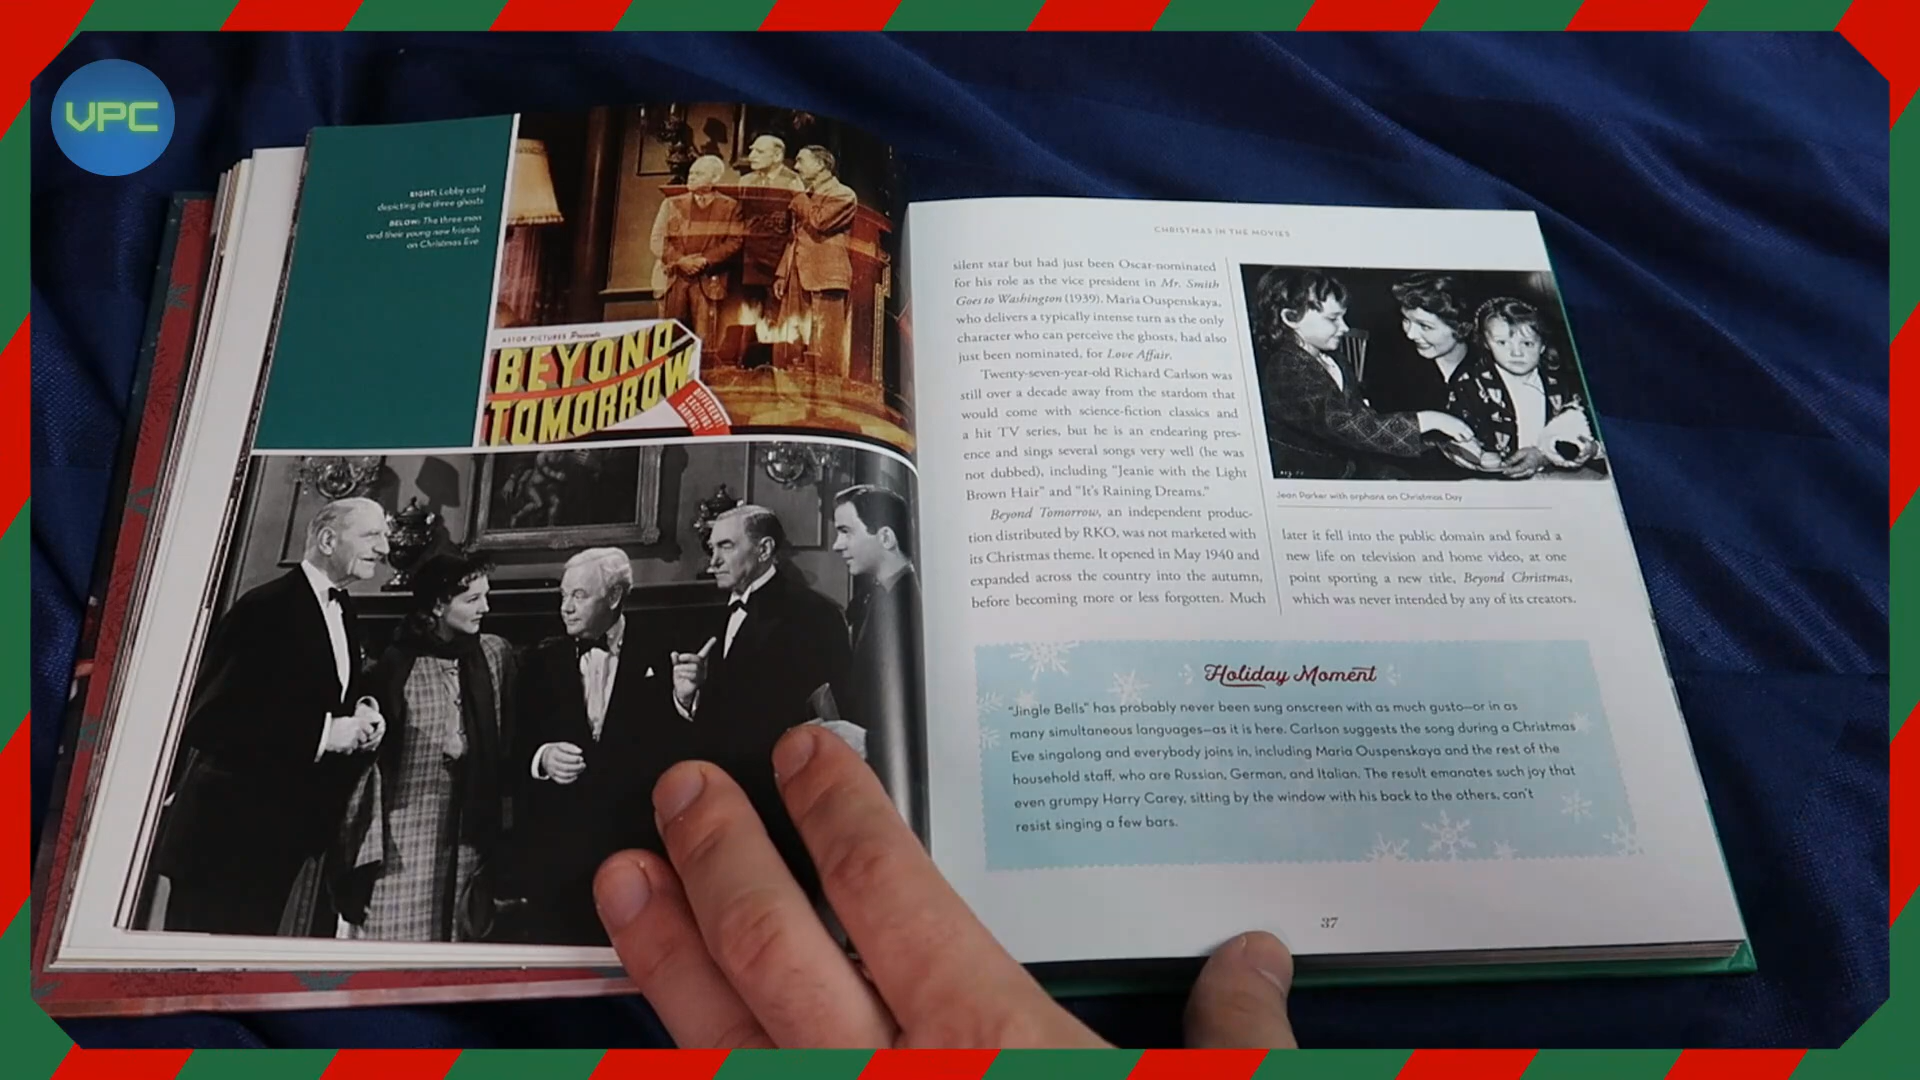 VPC
RIGHT: Lobby card
depicting the three ghosts
BELOW: The three men
and their young new friends
on Christmas Eve
ASTOR PICTURES Presents
BEYOND
TOMORROW
DIFFERENT!
EXCITING!
DARING!
CHRISTMAS IN THE MOVIES
silent star but had just been Oscar-nominated
for his role as the vice president in Mr. Smith
Goes to Washington (1939). Maria Ouspenskaya,
who delivers a typically intense turn as the only
character who can perceive the ghosts, had also
just been nominated, for Love Affair.
Twenty-seven-year-old Richard Carlson was
still over a decade away from the stardom that
would come with science-fiction classics and
a hit TV series, but he is an endearing pres-
ence and sings several songs very well (he was
not dubbed), including "Jeanie with the Light
Brown Hair" and "It's Raining Dreams."
Beyond Tomorrow, an independent produc-
tion distributed by RKO, was not marketed with
its Christmas theme. It opened in May 1940 and
expanded across the country into the autumn,
before becoming more or less forgotten. Much
Jean Parker with orphans on Christmas Day
later it fell into the public domain and found a
new life on television and home video, at one
point sporting a new title, Beyond Christmas,
which was never intended by any of its creators.
Holiday Moment
"Jingle Bells" has probably never been sung onscreen with as much gusto—or in as
many simultaneous languages—as it is here. Carlson suggests the song during a Christmas
Eve singalong and everybody joins in, including Maria Ouspenskaya and the rest of the
household staff, who are Russian, German, and Italian. The result emanates such joy that
even grumpy Harry Carey, sitting by the window with his back to the others, can't
resist singing a few bars.
37